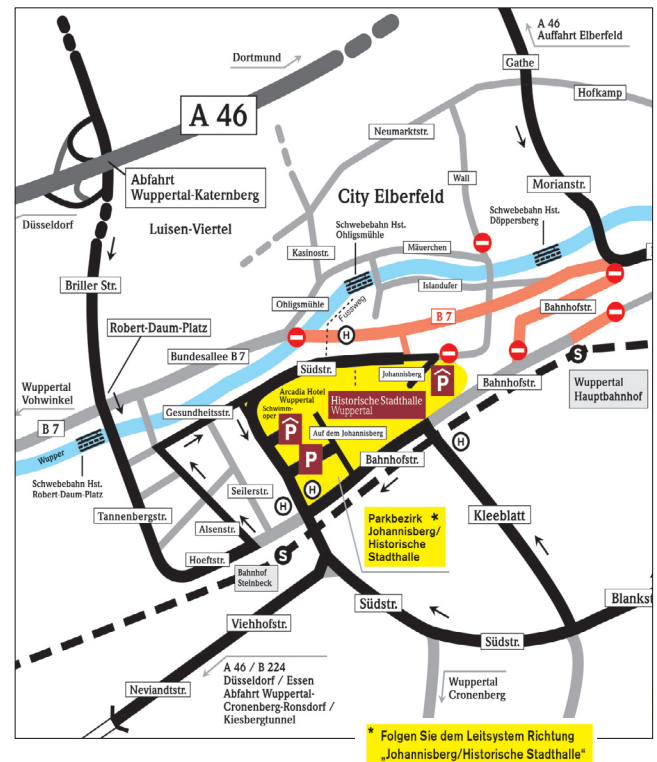 A 46
Auffahrt Elberfeld
Dortmund
Gathe
Hofkamp
A 46
Neumarktstr.
Abfahrt
Wuppertal-Katernberg
Wall
Morianstr.
City Elberfeld
Düsseldorf
Luisen-Viertel
Schwebebahn Hst.
Ohligsmühle
Schwebebahn Hst.
Döppersberg
Kasinostr.
Mäuerchen
Islandufer
Briller Str.
Ohligsmühle
Fussweg
B 7
Bahnhofstr.
Robert-Daum-Platz
H
Bundesallee B 7
S
Südstr.
Johannisberg
P
Bahnhofstr.
Wuppertal
Hauptbahnhof
Wuppertal
Vohwinkel
Arcadia Hotel
Wuppertal
Historische Stadthalle
Wuppertal
Gesundheitsstr.
Schwimm-
oper
P
B 7
Auf dem Johannisberg
H
Wupper
P
Bahnhofstr.
Schwebebahn Hst.
Robert-Daum-Platz
Seilerstr.
H
H
Tannenbergstr.
Kleeblatt
Parkbezirk *
Johannisberg/
Historische
Stadthalle
Alsenstr.
Hoeftstr.
S
Bahnhof
Steinbeck
Südstr.
Blankst
Viehhofstr.
Südstr.
A 46 / B 224
Düsseldorf / Essen
Abfahrt Wuppertal-
Cronenberg-Ronsdorf /
Kiesbergtunnel
Wuppertal
Cronenberg
Neviandtstr.
* Folgen Sie dem Leitsystem Richtung
„Johannisberg/Historische Stadthalle“